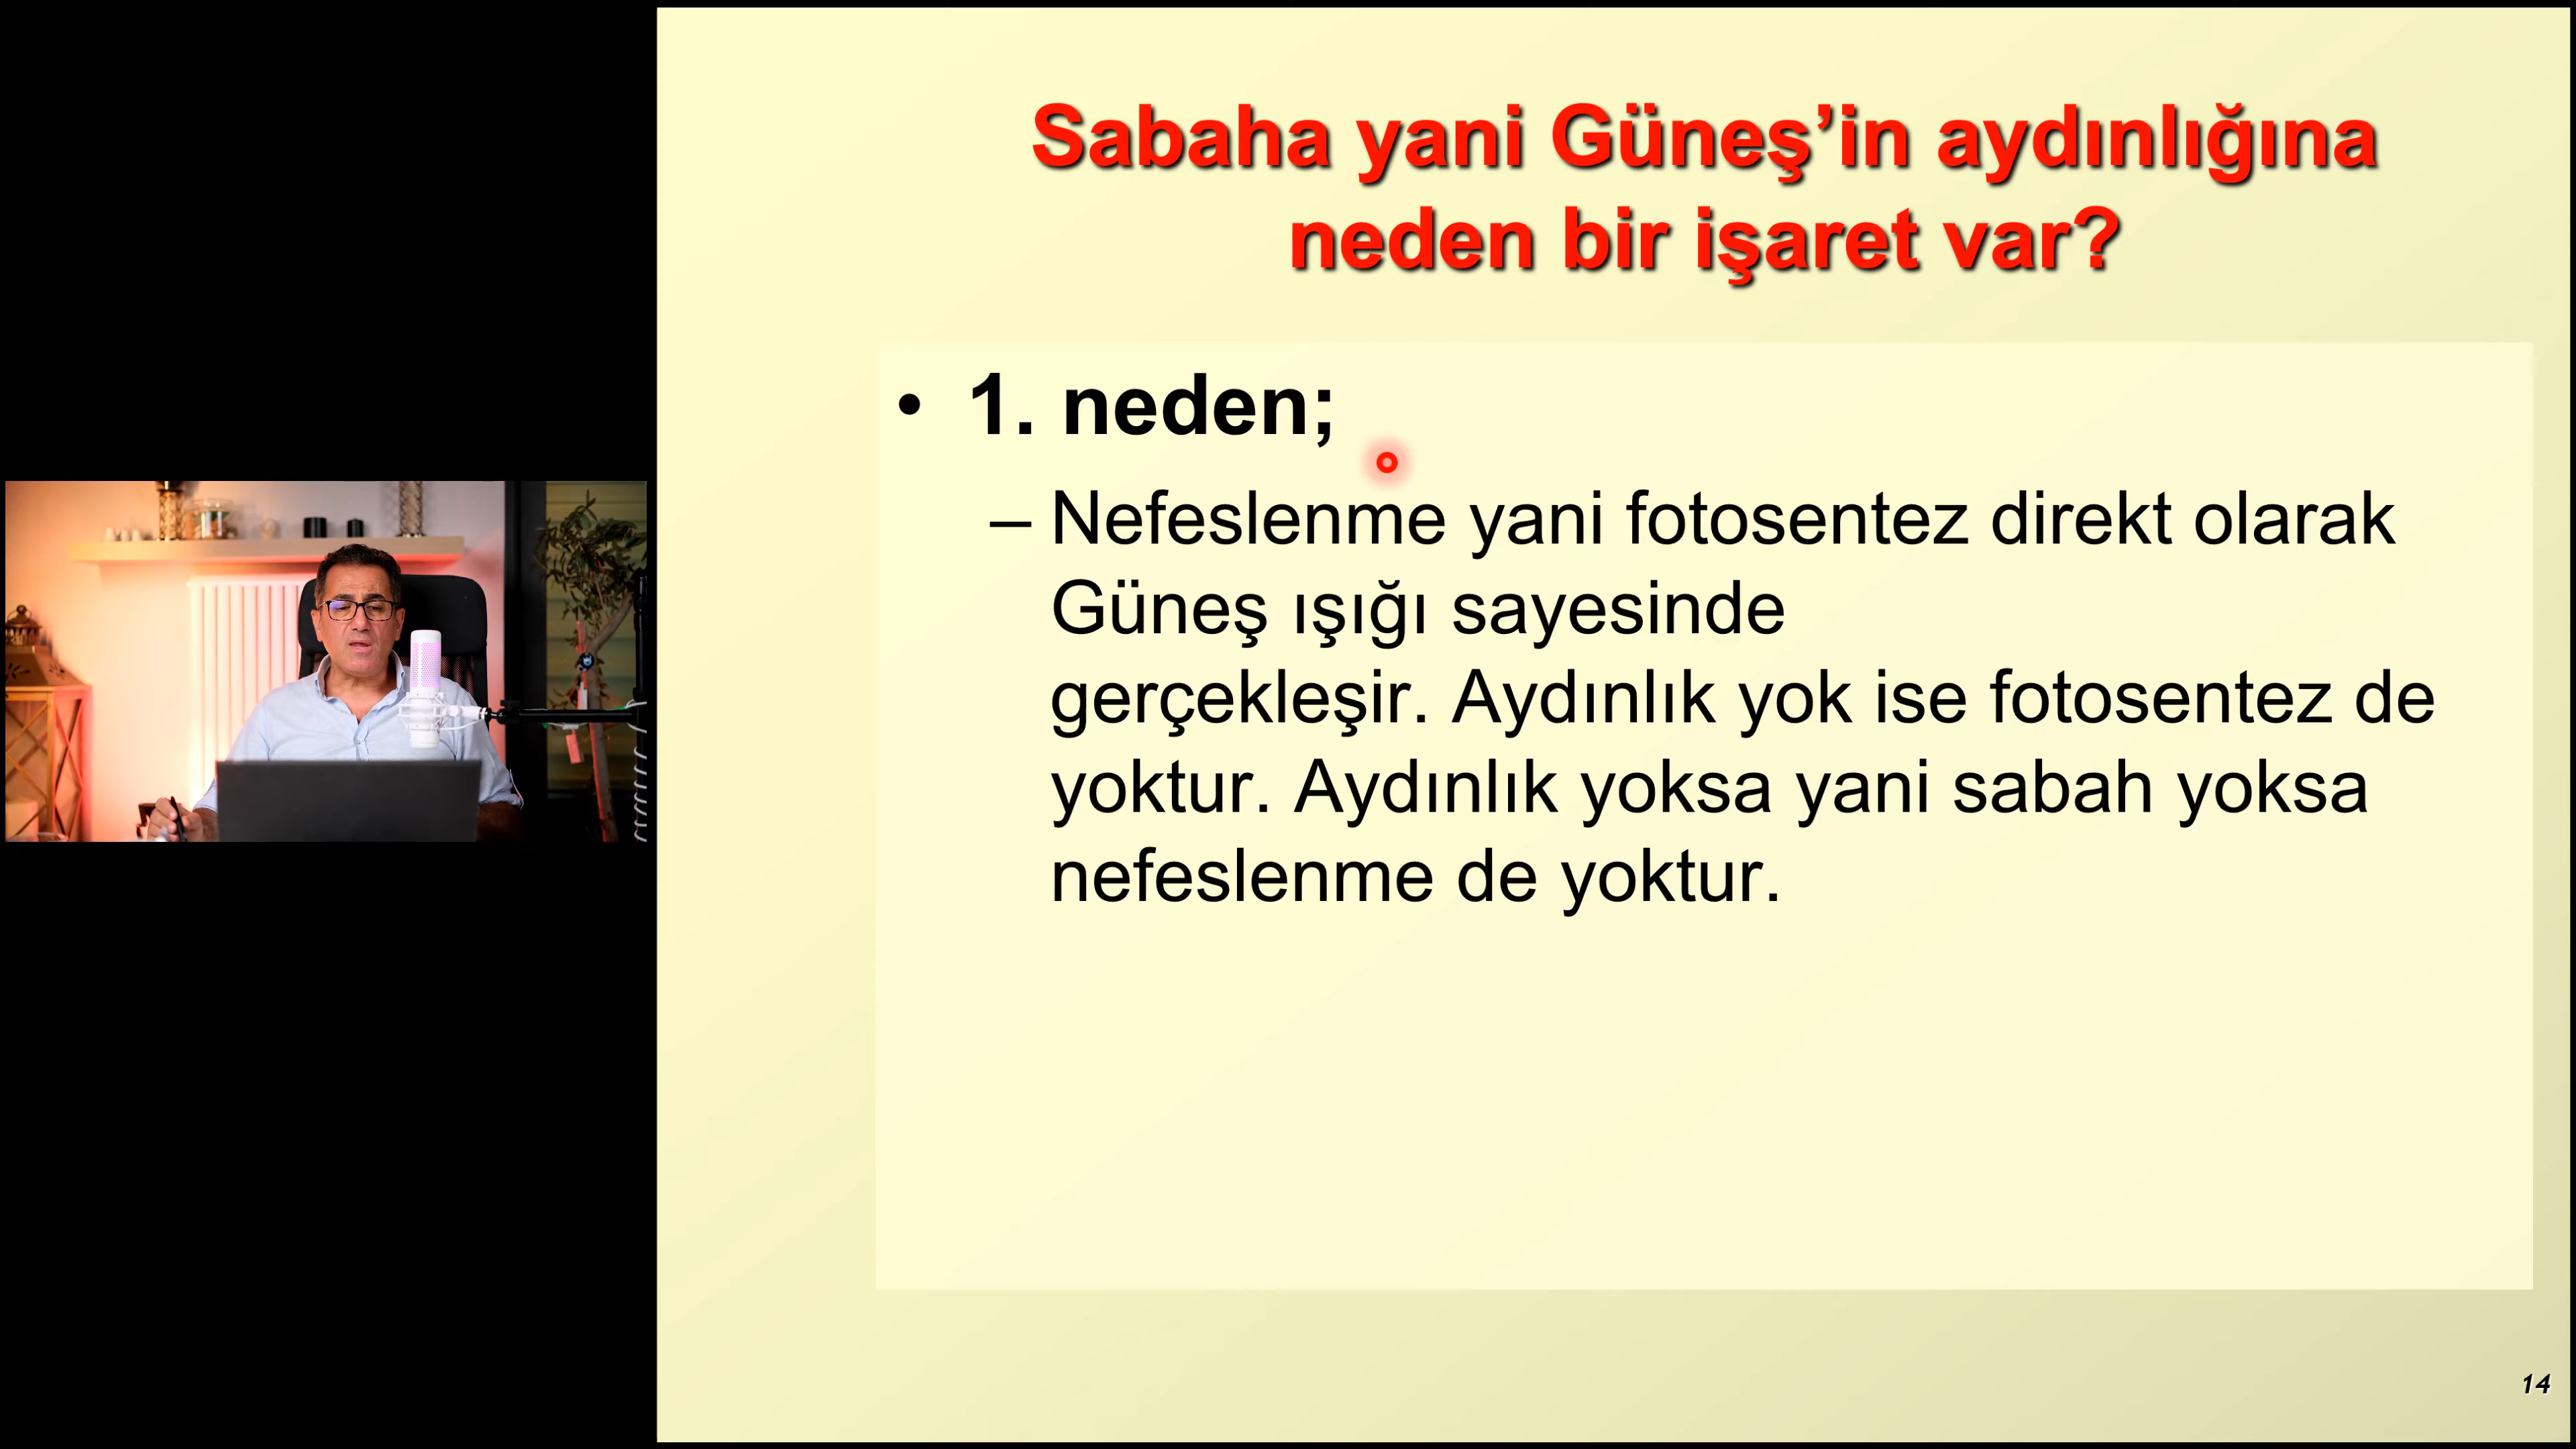 Sabaha yani Güneş’in aydınlığına
neden bir işaret var?
• 1. neden;
– Nefeslenme yani fotosentez direkt olarak
Güneş ışığı sayesinde
gerçekleşir. Aydınlık yok ise fotosentez de
yoktur. Aydınlık yoksa yani sabah yoksa
nefeslenme de yoktur.
14